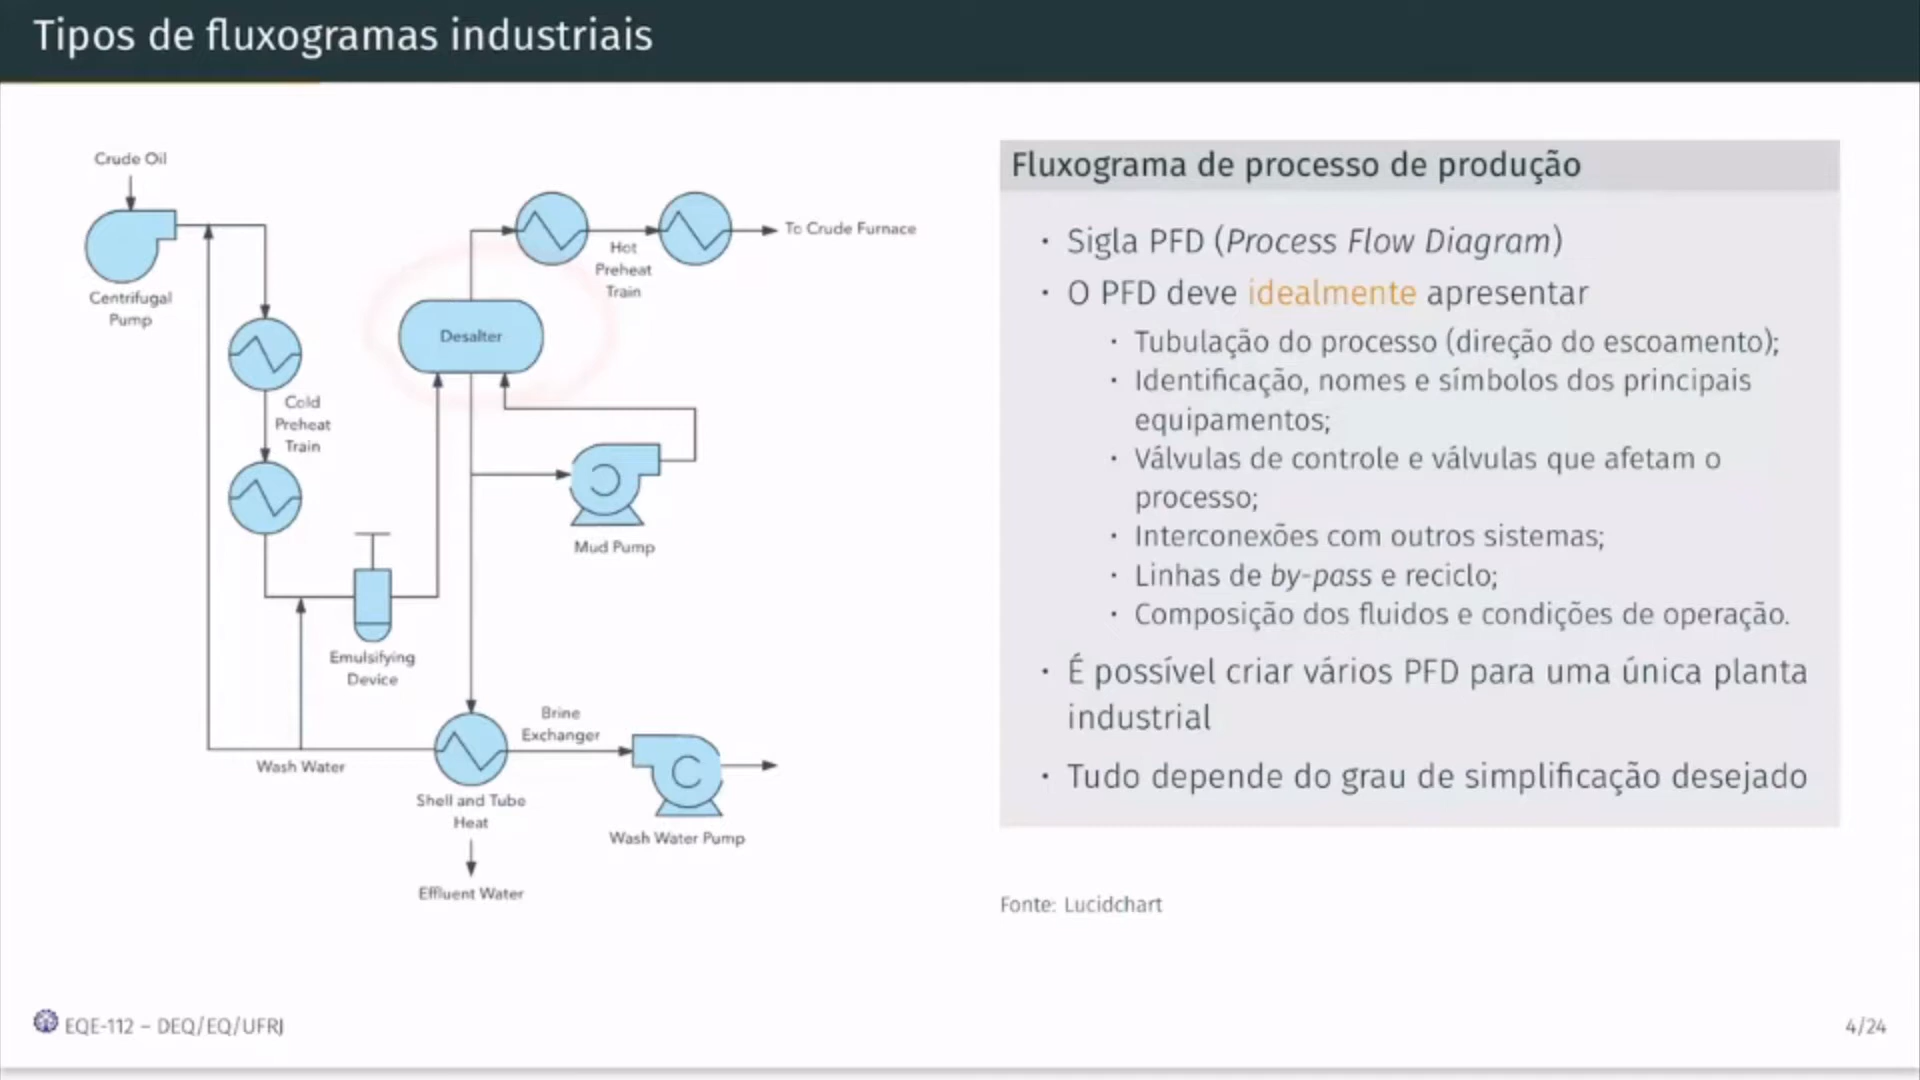 Tipos de fluxogramas industriais
Crude Oil
Centrifugal
Pump
Cold
Preheat
Train
Desalter
Hot
Preheat
Train
To Crude Furnace
Mud Pump
Emulsifying
Device
Wash Water
Brine
Exchanger
Shell and Tube
Heat
Effluent Water
Wash Water Pump
Fluxograma de processo de produção
· Sigla PFD (Process Flow Diagram)
· O PFD deve idealmente apresentar
· Tubulação do processo (direção do escoamento);
· Identificação, nomes e símbolos dos principais
equipamentos;
· Válvulas de controle e válvulas que afetam o
processo;
· Interconexões com outros sistemas;
· Linhas de by-pass e reciclo;
· Composição dos fluidos e condições de operação.
· É possível criar vários PFD para uma única planta
industrial
· Tudo depende do grau de simplificação desejado
Fonte: Lucidchart
EQE-112 – DEQ/EQ/UFRJ
4/24